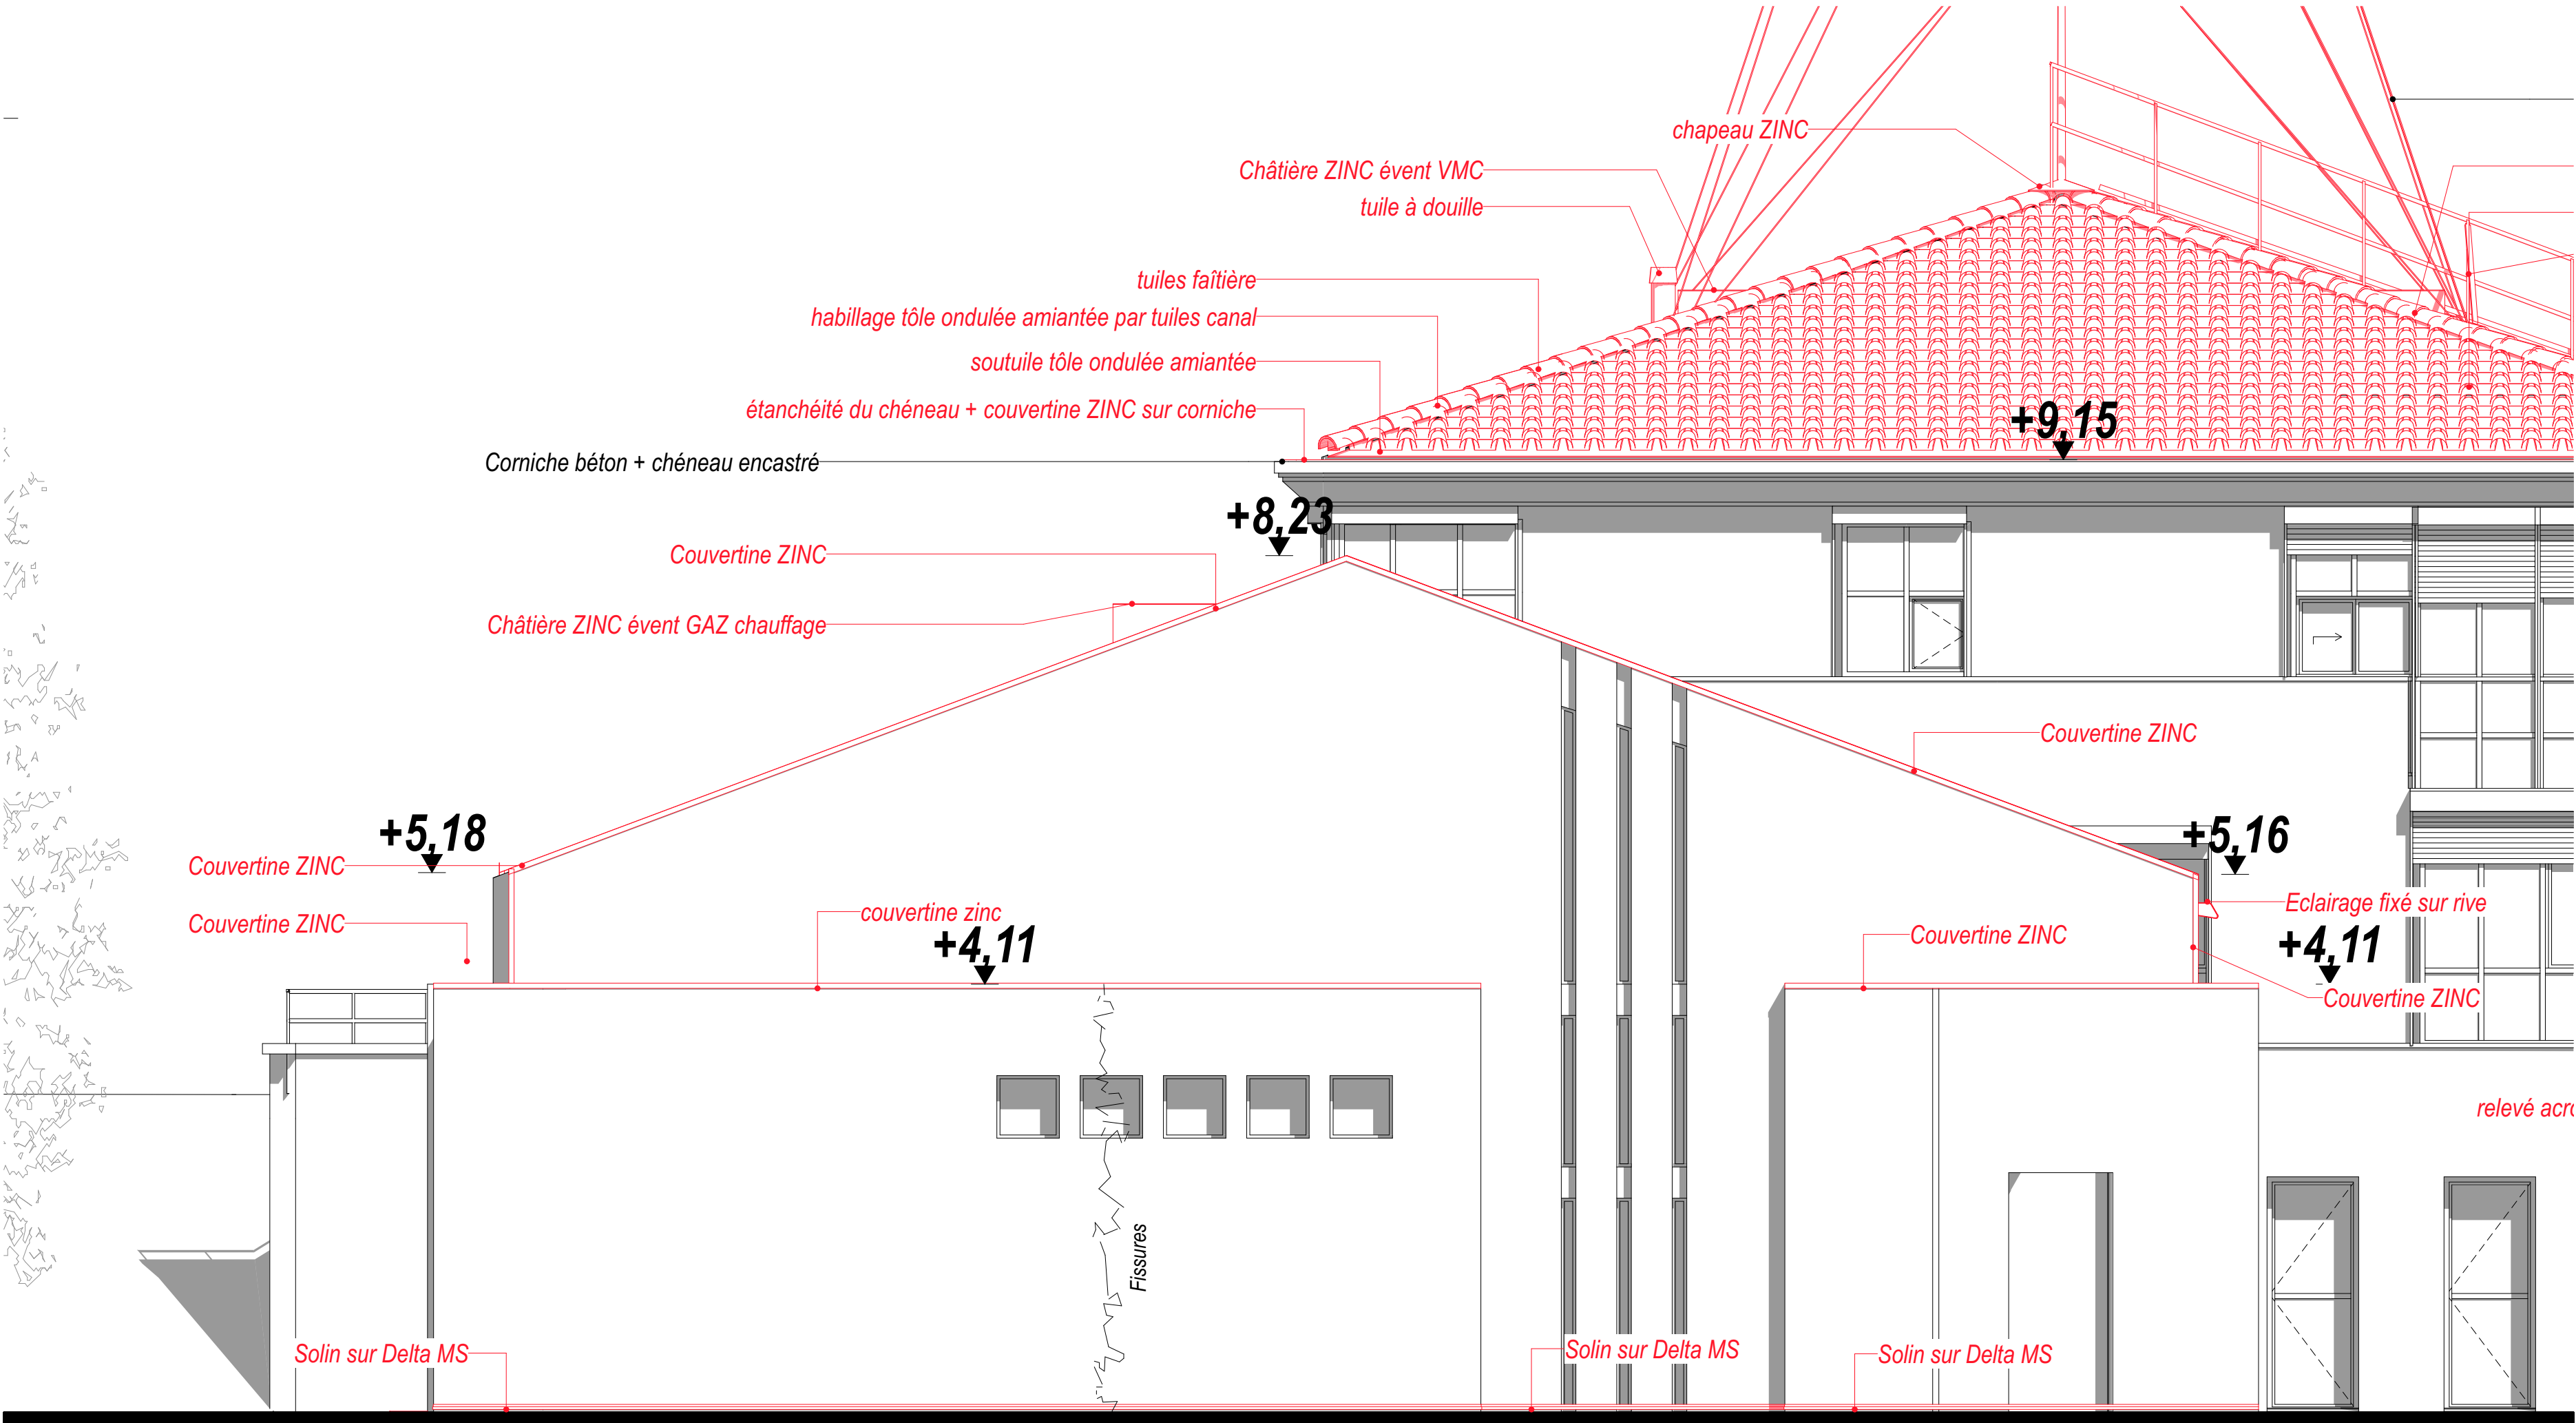 chapeau ZINC
Châtière ZINC évent VMC
tuile à douille
tuiles faîtière
habillage tôle ondulée amiantée par tuiles canal
soutuile tôle ondulée amiantée
étanchéité du chéneau + couvertine ZINC sur corniche
+9,15
Corniche béton + chéneau encastré
+8,23
Couvertine ZINC
Châtière ZINC évent GAZ chauffage
Couvertine ZINC
+5,18
+5,16
Couvertine ZINC
Eclairage fixé sur rive
couvertine zinc
Couvertine ZINC
Couvertine ZINC
+4,11
+4,11
Couvertine ZINC
relevé acr
Fissures
Solin sur Delta MS
Solin sur Delta MS
Solin sur Delta MS